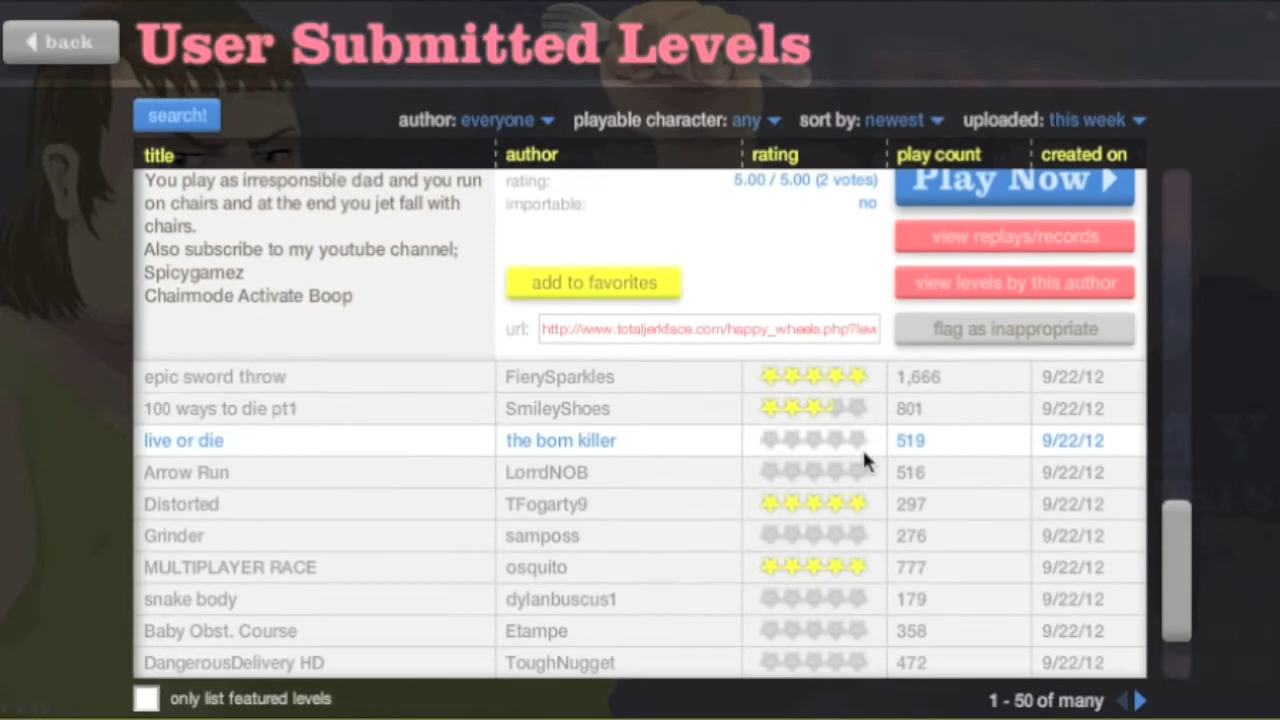 back
User Submitted Levels
search!
author: everyone playable character: any sort by: newest uploaded: this week
title author rating play count created on
You play as irresponsible dad and you run
on chairs and at the end you jet fall with
chairs.
Also subscribe to my youtube channel;
Spicygamez
Chairmode Activate Boop
rating: 5.00 / 5.00 (2 votes)
importable: no
add to favorites
url: http://www.totaljerkface.com/happy_wheels.php?lev
Play Now
view replays/records
view levels by this author
flag as inappropriate
epic sword throw FierySparkles 1,666 9/22/12
100 ways to die pt1 SmileyShoes 801 9/22/12
live or die the bom killer 519 9/22/12
Arrow Run LorrdNOB 516 9/22/12
Distorted TFogarty9 297 9/22/12
Grinder samposs 276 9/22/12
MULTIPLAYER RACE osquito 777 9/22/12
snake body dylanbuscus1 179 9/22/12
Baby Obst. Course Etampe 358 9/22/12
DangerousDelivery HD ToughNugget 472 9/22/12
only list featured levels 1 - 50 of many